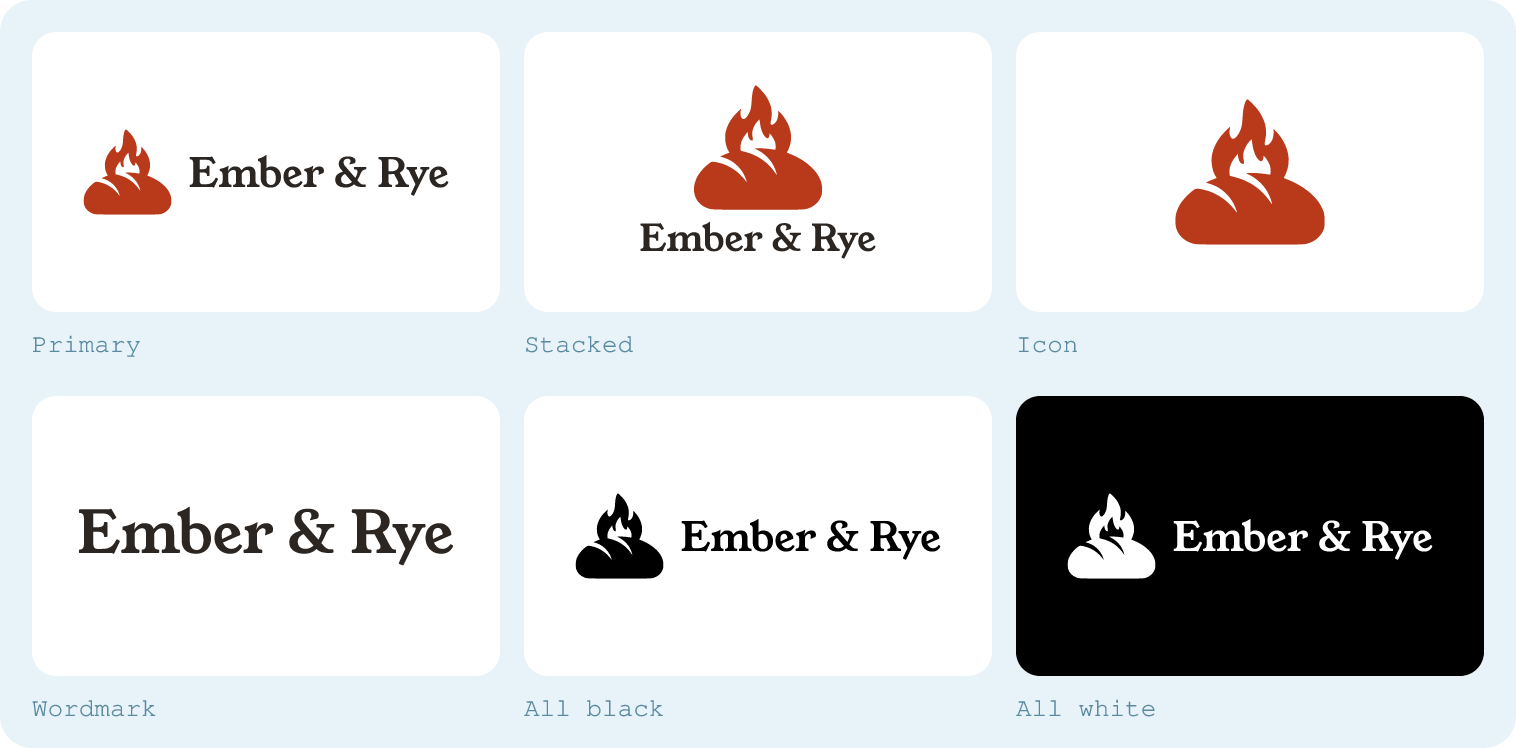 Ember & Rye
Ember & Rye
Primary
Stacked
Icon
Ember & Rye
Ember & Rye
Ember & Rye
Wordmark
All black
All white